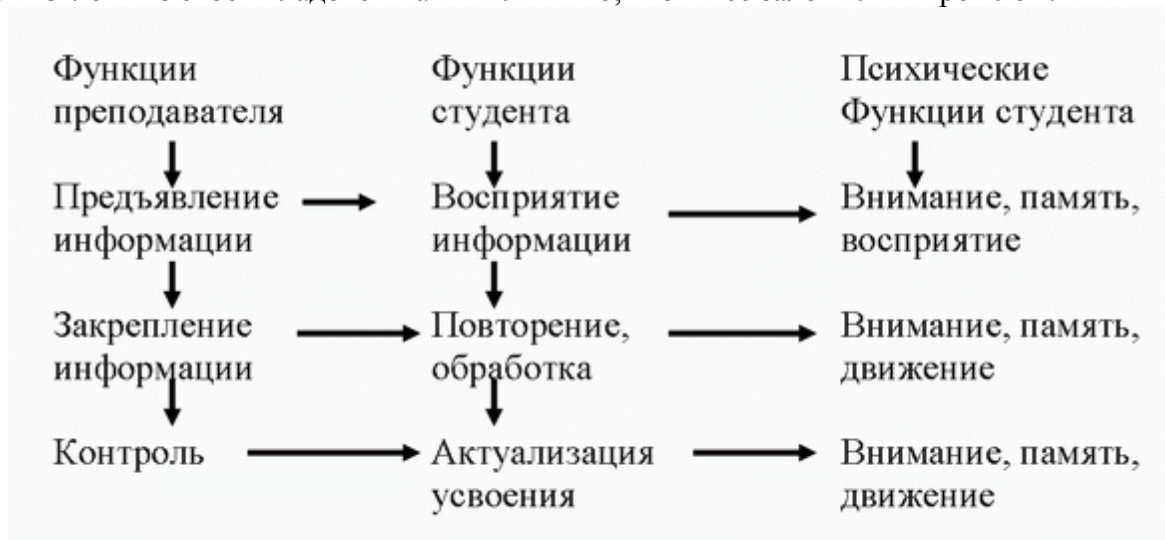 Функции
преподавателя
Функции
студента
Психические
Функции студента
Предъявление
информации
Восприятие
информации
Внимание, память,
восприятие
Закрепление
информации
Повторение,
обработка
Внимание, память,
движение
Контроль
Актуализация
усвоения
Внимание, память,
движение